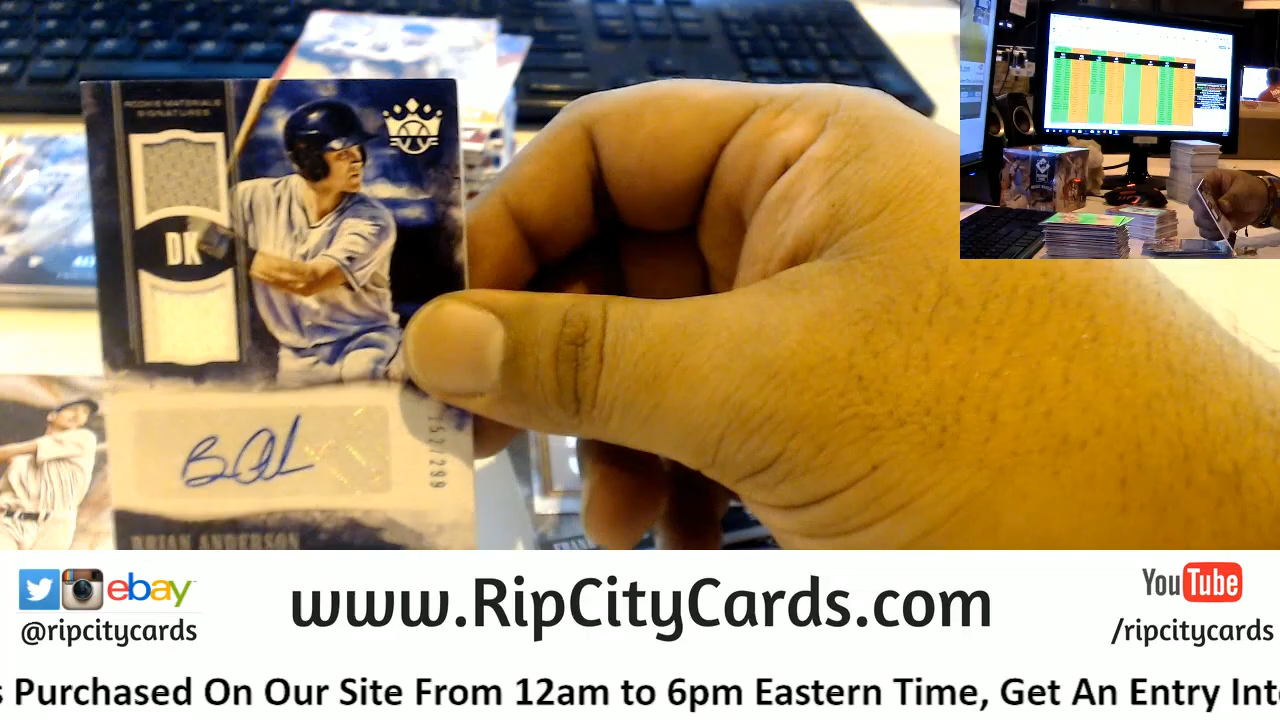 ROOKIE MATERIALS
SIGNATURES
DK
BRIAN ANDERSON
ebay
@ripcitycards
www.RipCityCards.com
YouTube
/ripcitycards
s Purchased On Our Site From 12am to 6pm Eastern Time, Get An Entry Int